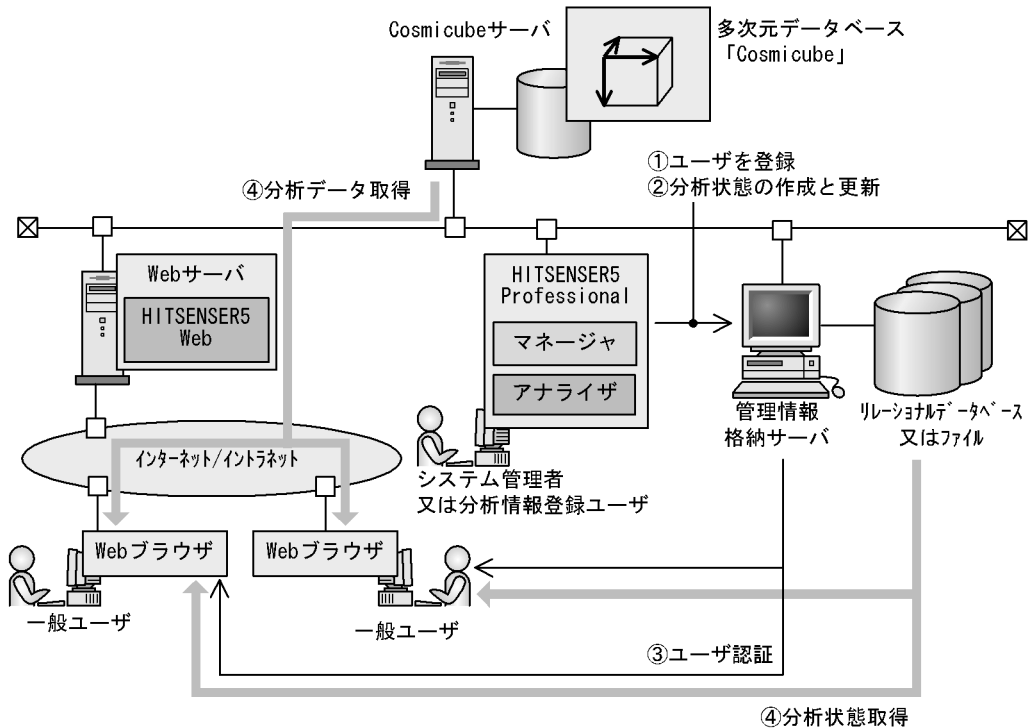 Cosmicubeサーバ
多次元データベース
「Cosmicube」
①ユーザを登録
②分析状態の作成と更新
④分析データ取得
Webサーバ
HITSENSER5
Web
HITSENSER5
Professional
マネージャ
アナライザ
管理情報
格納サーバ
リレーショナルデータベース
又はファイル
インターネット/イントラネット
システム管理者
又は分析情報登録ユーザ
Webブラウザ
Webブラウザ
一般ユーザ
一般ユーザ
③ユーザ認証
④分析状態取得